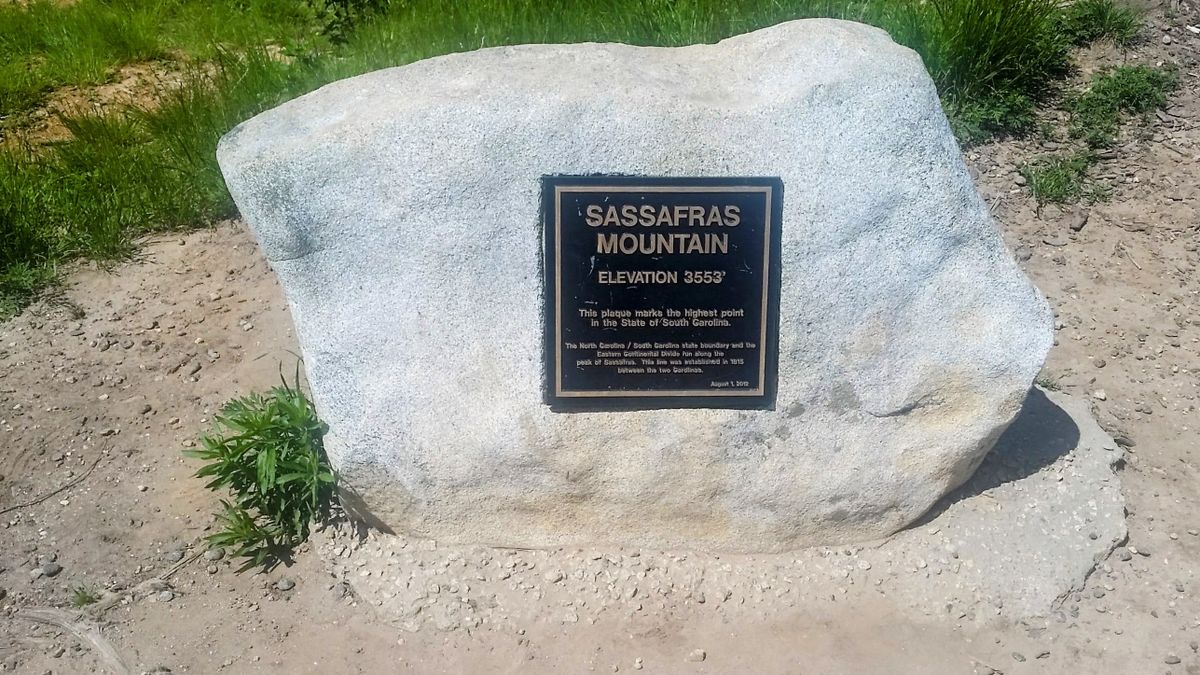 SASSAFRAS
MOUNTAIN
ELEVATION 3553'
This plaque marks the highest point
in the State of South Carolina.
The North Carolina / South Carolina state boundary and the
Eastern Continental Divide run along the
peak of Sassafras. This line was established in 1815
between the two Carolinas.
August 1, 2012